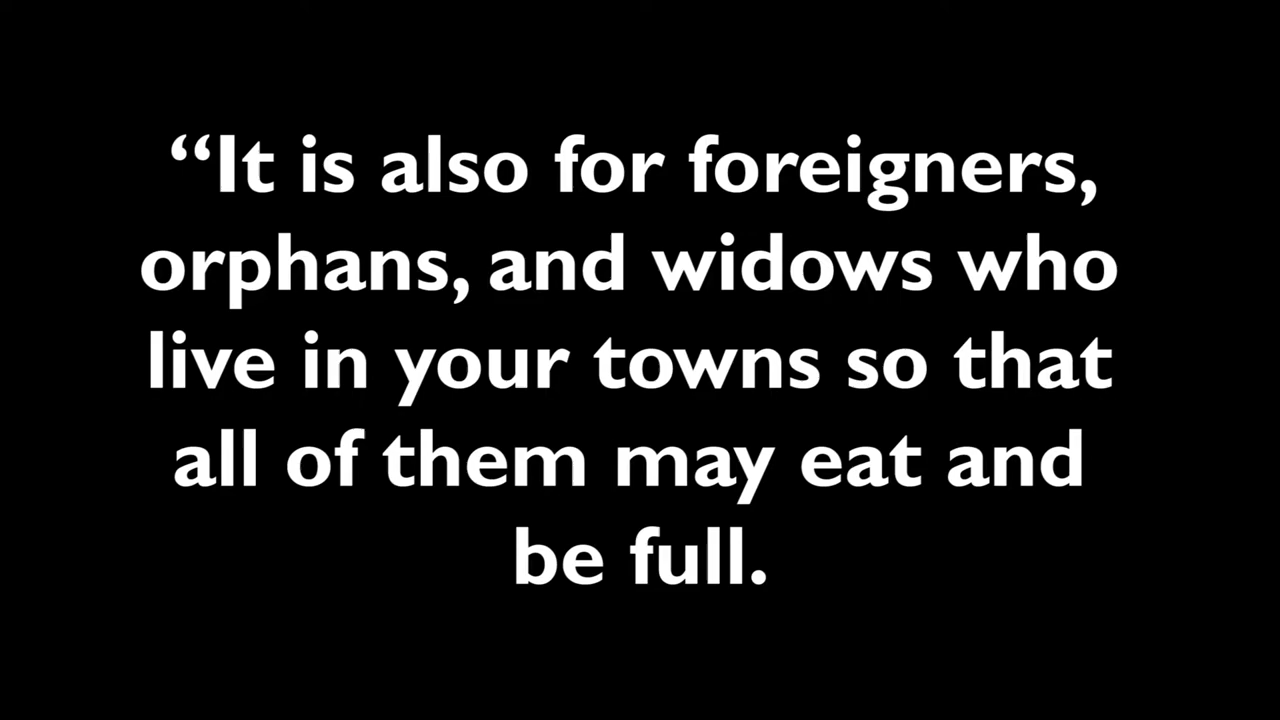 “It is also for foreigners,
orphans, and widows who
live in your towns so that
all of them may eat and
be full.